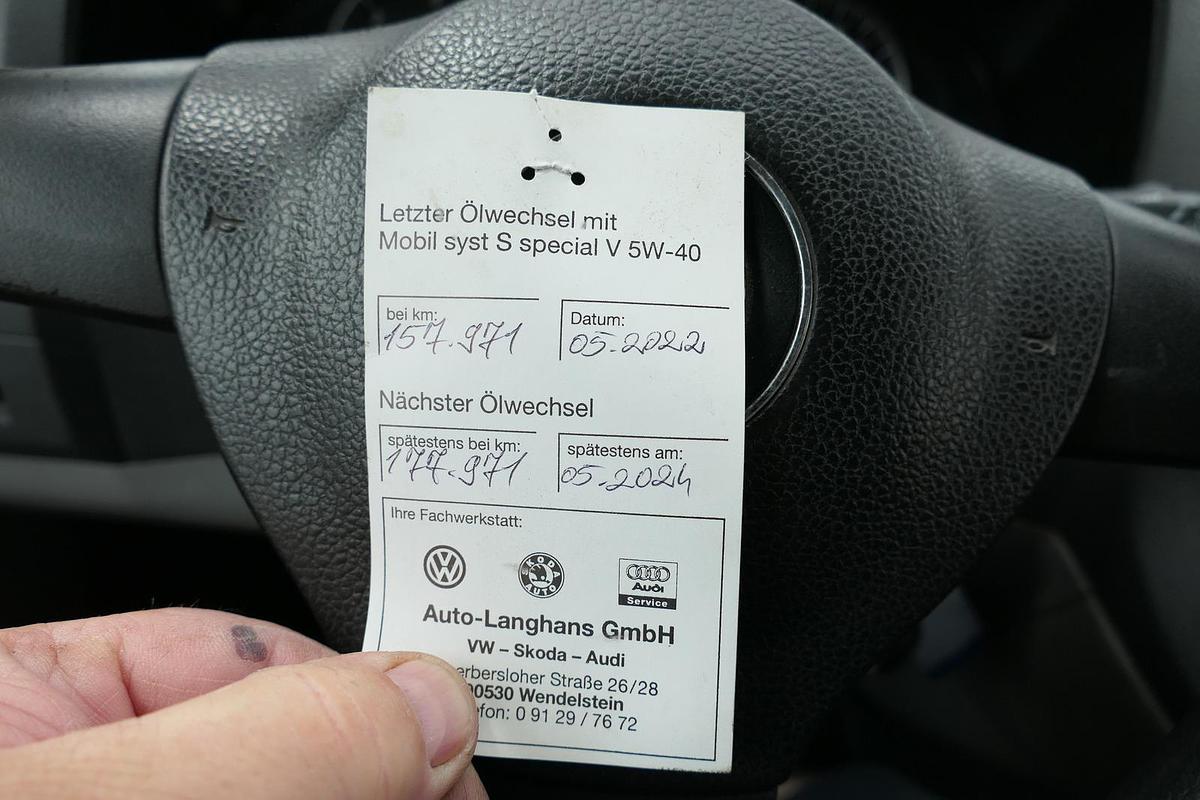 Letzter Ölwechsel mit
Mobil syst S special V 5W-40
bei km:
157.971
Datum:
05.2022
Nächster Ölwechsel
spätestens bei km:
177.971
spätestens am:
05.2024
Ihre Fachwerkstatt:
SKODA AUTO
Audi
Service
Auto-Langhans GmbH
VW – Skoda – Audi
Straße 26/28
Wendelstein
0 91 29 / 76 72